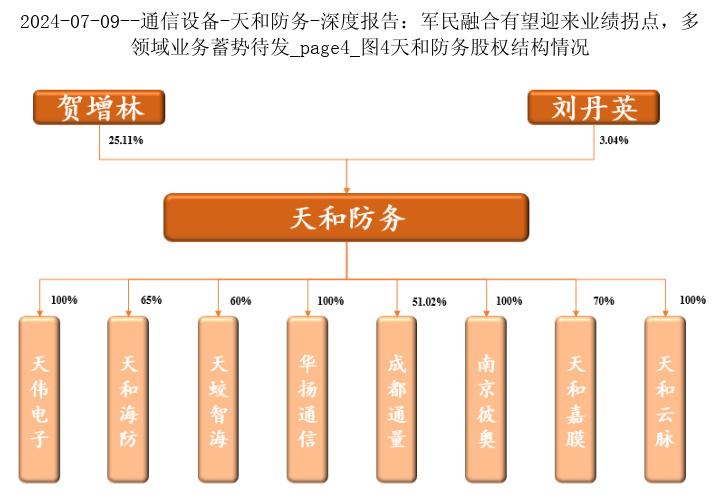 2024-07-09--通信设备-天和防务-深度报告：军民融合有望迎来业绩拐点，多
领域业务蓄势待发_page4_图4天和防务股权结构情况
贺增林
刘丹英
25.11%
3.04%
天和防务
100%
65%
60%
100%
51.02%
100%
70%
100%
天伟电子
天和海防
天蛟智海
华扬通信
成都通量
南京彼奥
天和嘉膜
天和云脉